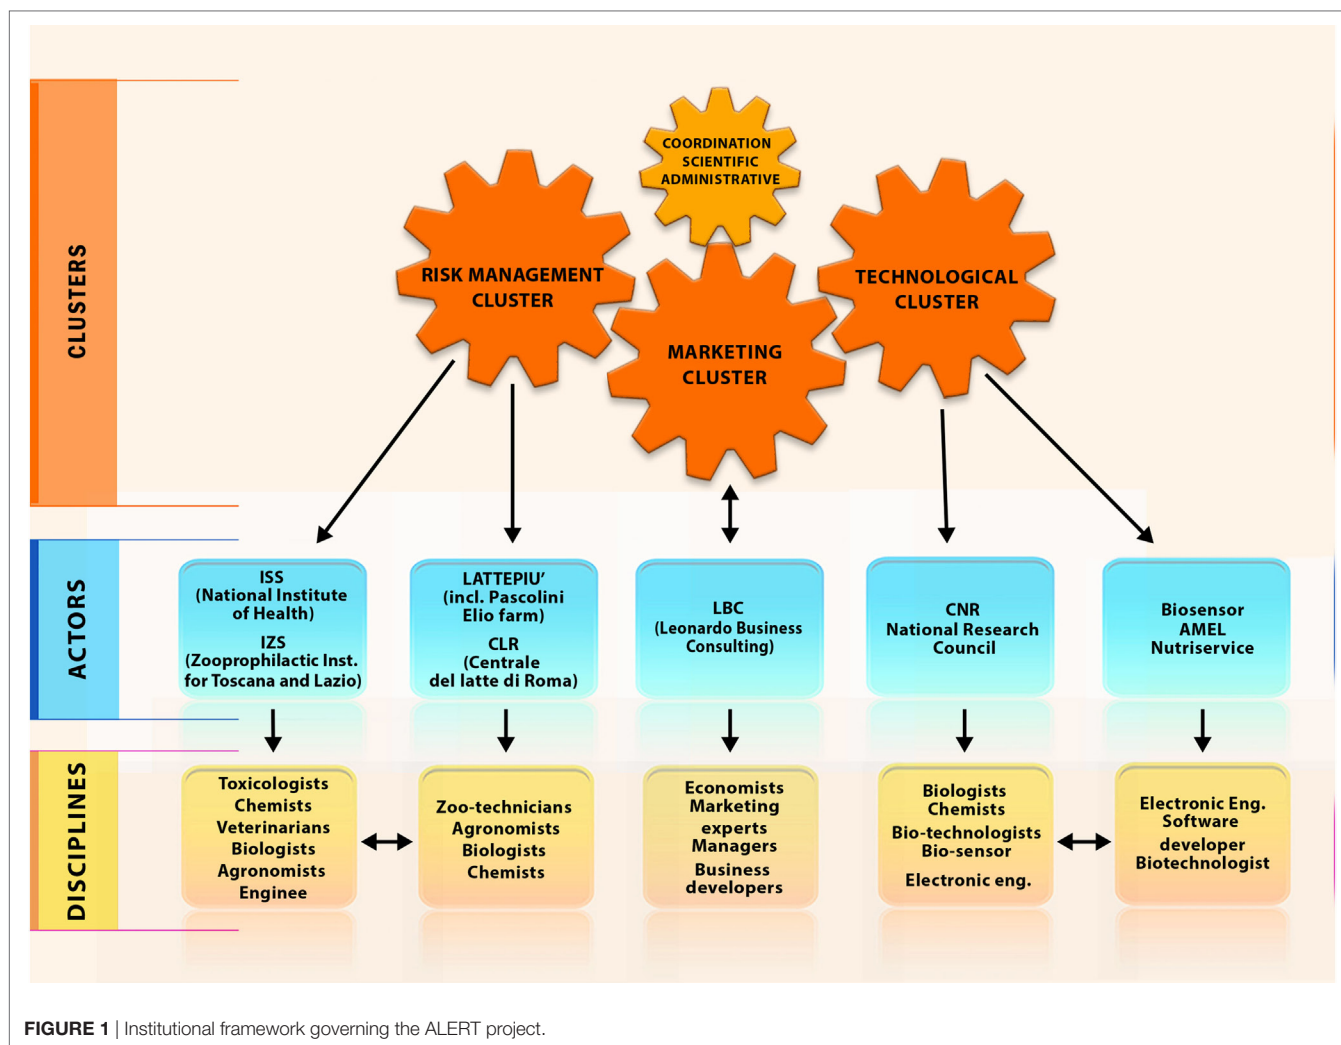 CLUSTERS
COORDINATION
SCIENTIFIC
ADMINISTRATIVE
RISK MANAGEMENT
CLUSTER
MARKETING
CLUSTER
TECHNOLOGICAL
CLUSTER
ACTORS
ISS
(National Institute
of Health)
IZS
(Zooprophilactic Inst.
for Toscana and Lazio)
LATTEPIU’
(incl. Pascolini
Elio farm)
CLR
(Centrale
del latte di Roma)
LBC
(Leonardo Business
Consulting)
CNR
National Research
Council
Biosensor
AMEL
Nutriservice
DISCIPLINES
Toxicologists
Chemists
Veterinarians
Biologists
Agronomists
Enginee
Zoo-technicians
Agronomists
Biologists
Chemists
Economists
Marketing
experts
Managers
Business
developers
Biologists
Chemists
Bio-technologists
Bio-sensor
Electronic eng.
Electronic Eng.
Software
developer
Biotechnologist
FIGURE 1 | Institutional framework governing the ALERT project.